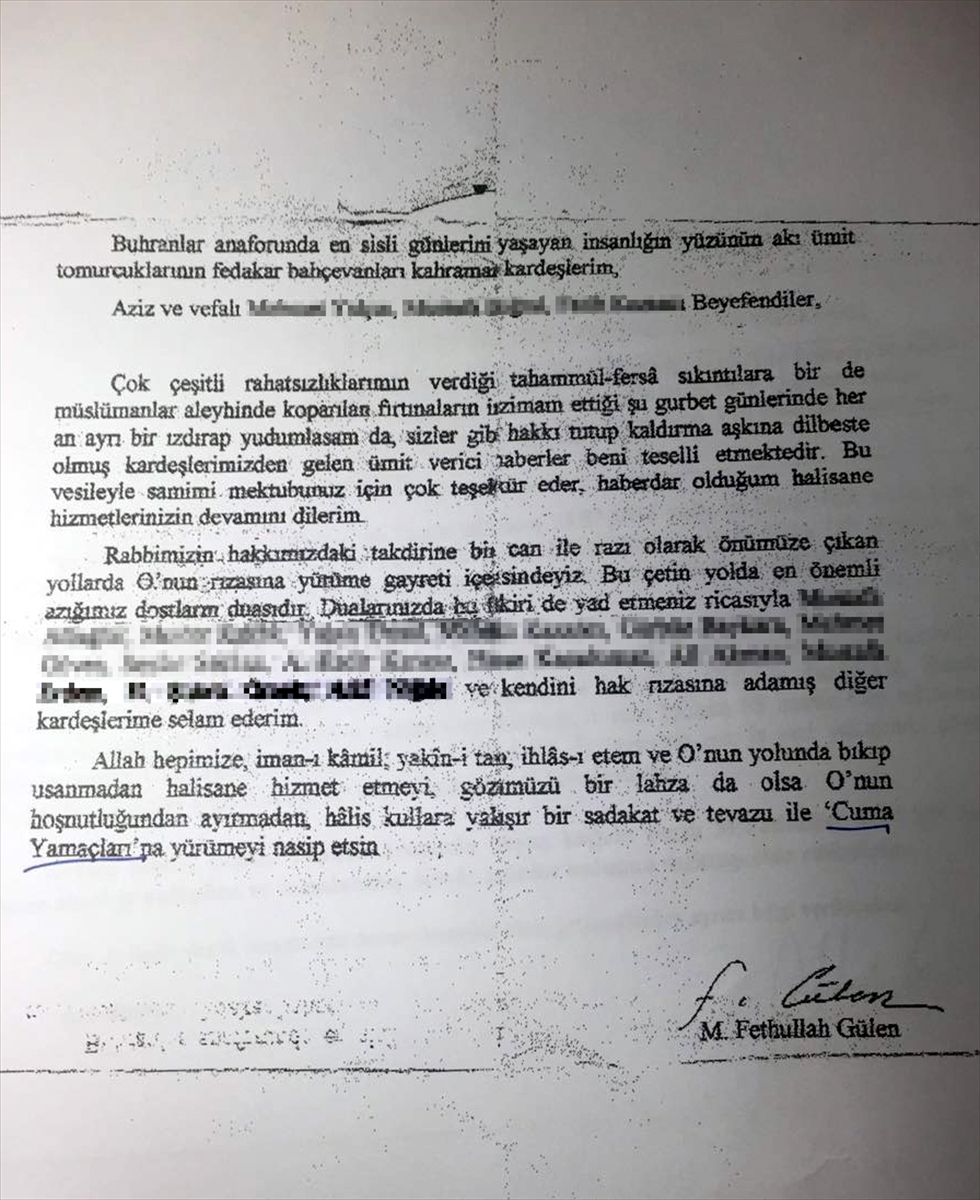 Buhranlar anaforunda en sisli günlerini yaşayan insanlığın yüzünün akı ümit
tomurcuklarının fedakar bahçevanları kahraman kardeşlerim,
Aziz ve vefalı Beyefendiler,
Çok çeşitli rahatsızlıklarımın verdiği tahammül-fersâ sıkıntılara bir de
müslümanlar aleyhinde koparılan fırtınaların inzimam ettiği şu gurbet günlerinde her
an ayrı bir ızdırap yudumlasam da, sizler gib hakkı tutup kaldırma aşkına dilbeste
olmuş kardeşlerimizden gelen ümit verici haberler beni teselli etmektedir. Bu
vesileyle samimi mektubunuz için çok teşekür eder, haberdar olduğum halisane
hizmetlerinizin devamını dilerim.
Rabbimizin hakkımızdaki takdirine bin can ile razı olarak önümüze çıkan
yollarda O'nun rızasına yürüme gayreti içerisindeyiz. Bu çetin yolda en önemli
azığımız dostların duasıdır. Dualarınızda bu fakiri de yad etmeniz ricasıyla
ve kendini hak rızasına adamış diğer
kardeşlerime selam ederim.
Allah hepimize, iman-ı kâmil, yakîn-i tam, ihlâs-ı etem ve O'nun yolunda bıkıp
usanmadan halisane hizmet etmeyi, gözümüzü bir lahza da olsa O'nun
hoşnutluğundan ayırmadan, hâlis kullara yakışır bir sadakat ve tevazu ile 'Cuma
Yamaçları'na yürümeyi nasip etsin
f. Gülen
M. Fethullah Gülen